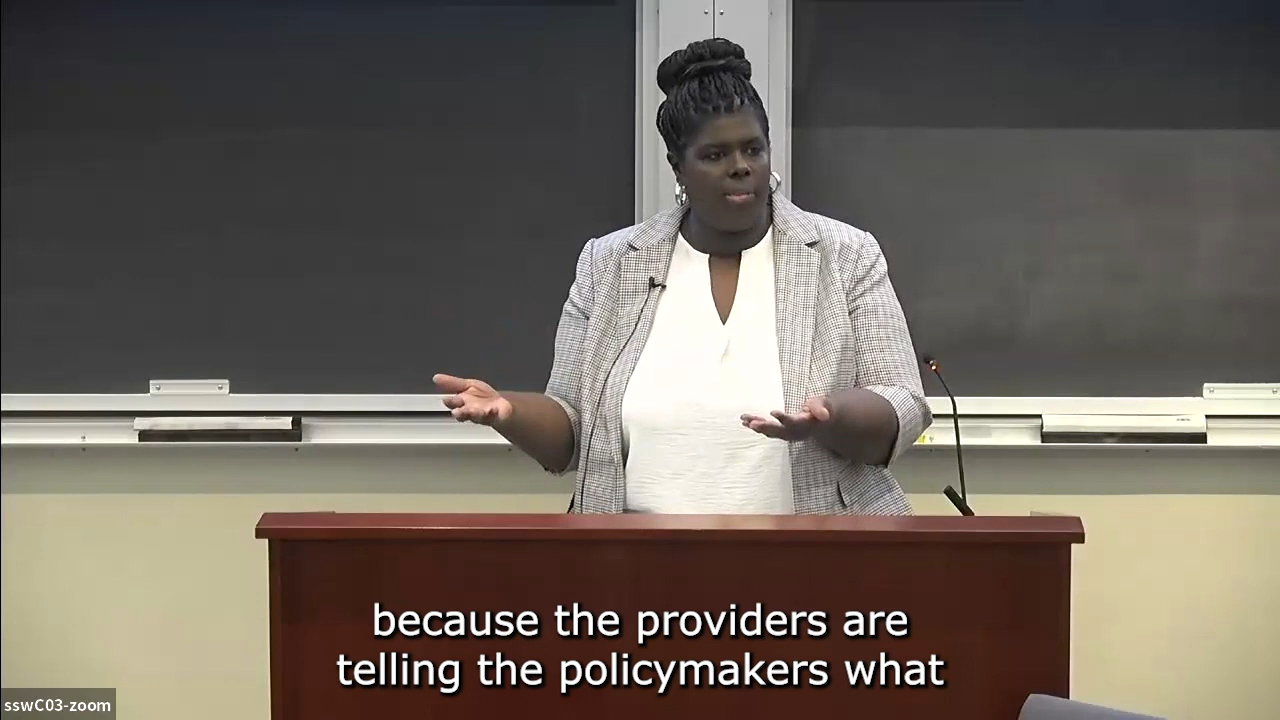 because the providers are
telling the policymakers what
sswC03-zoom